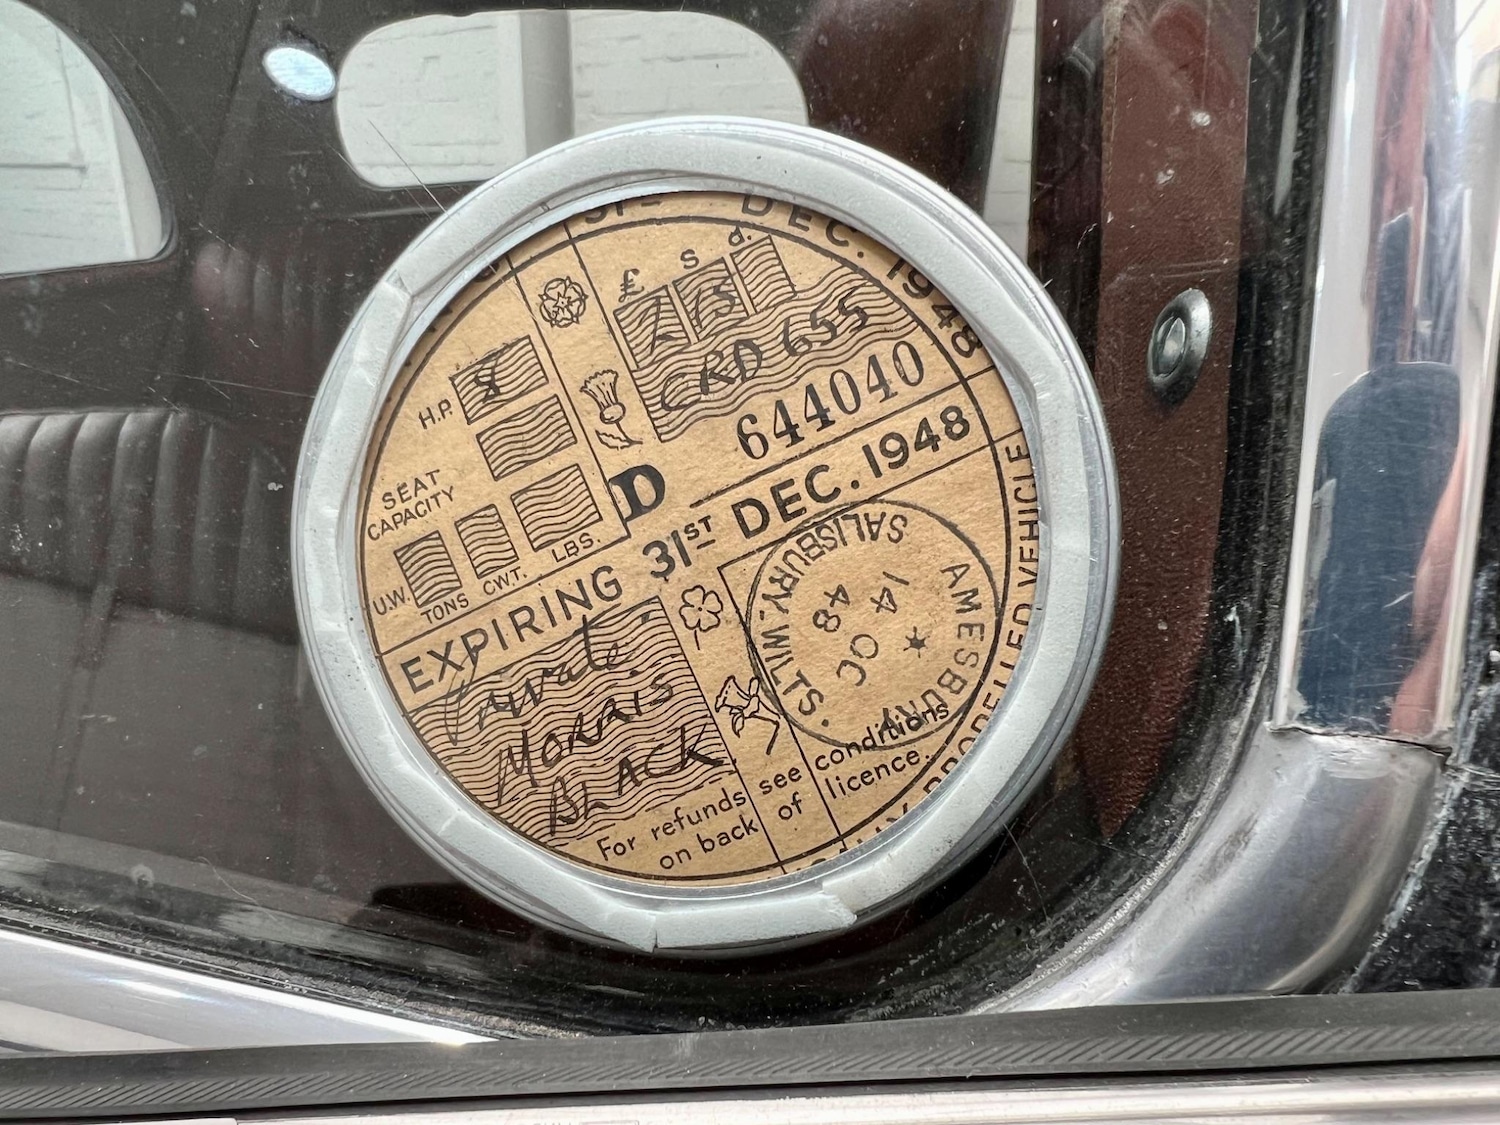 31ST DEC. 1948
£ s d.
2 15
CRD 655
644040
H.P. 8
SEAT
CAPACITY
U.W.
TONS CWT. LBS.
D
EXPIRING 31ST DEC. 1948
Private
MORRIS
BLACK
AMESBURY
SALISBURY. WILTS.
14 OC
48
For refunds see conditions
on back of licence.
PROPELLED VEHICLE